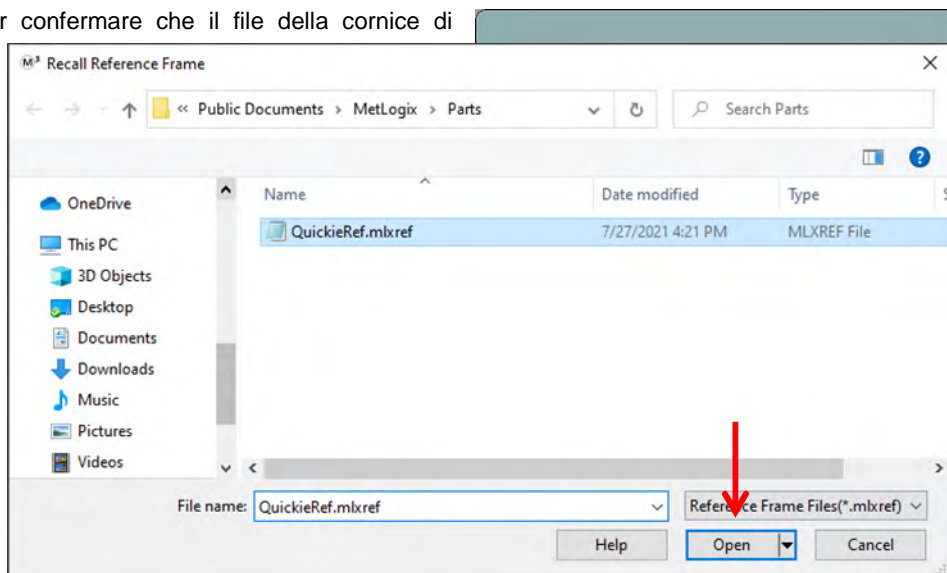 r confermare che il file della cornice di
M³ Recall Reference Frame
« Public Documents > MetLogix > Parts
Search Parts
Name Date modified Type S
QuickieRef.mlxref 7/27/2021 4:21 PM MLXREF File
OneDrive
This PC
3D Objects
Desktop
Documents
Downloads
Music
Pictures
Videos
File name: QuickieRef.mlxref Reference Frame Files(*.mlxref)
Help Open Cancel